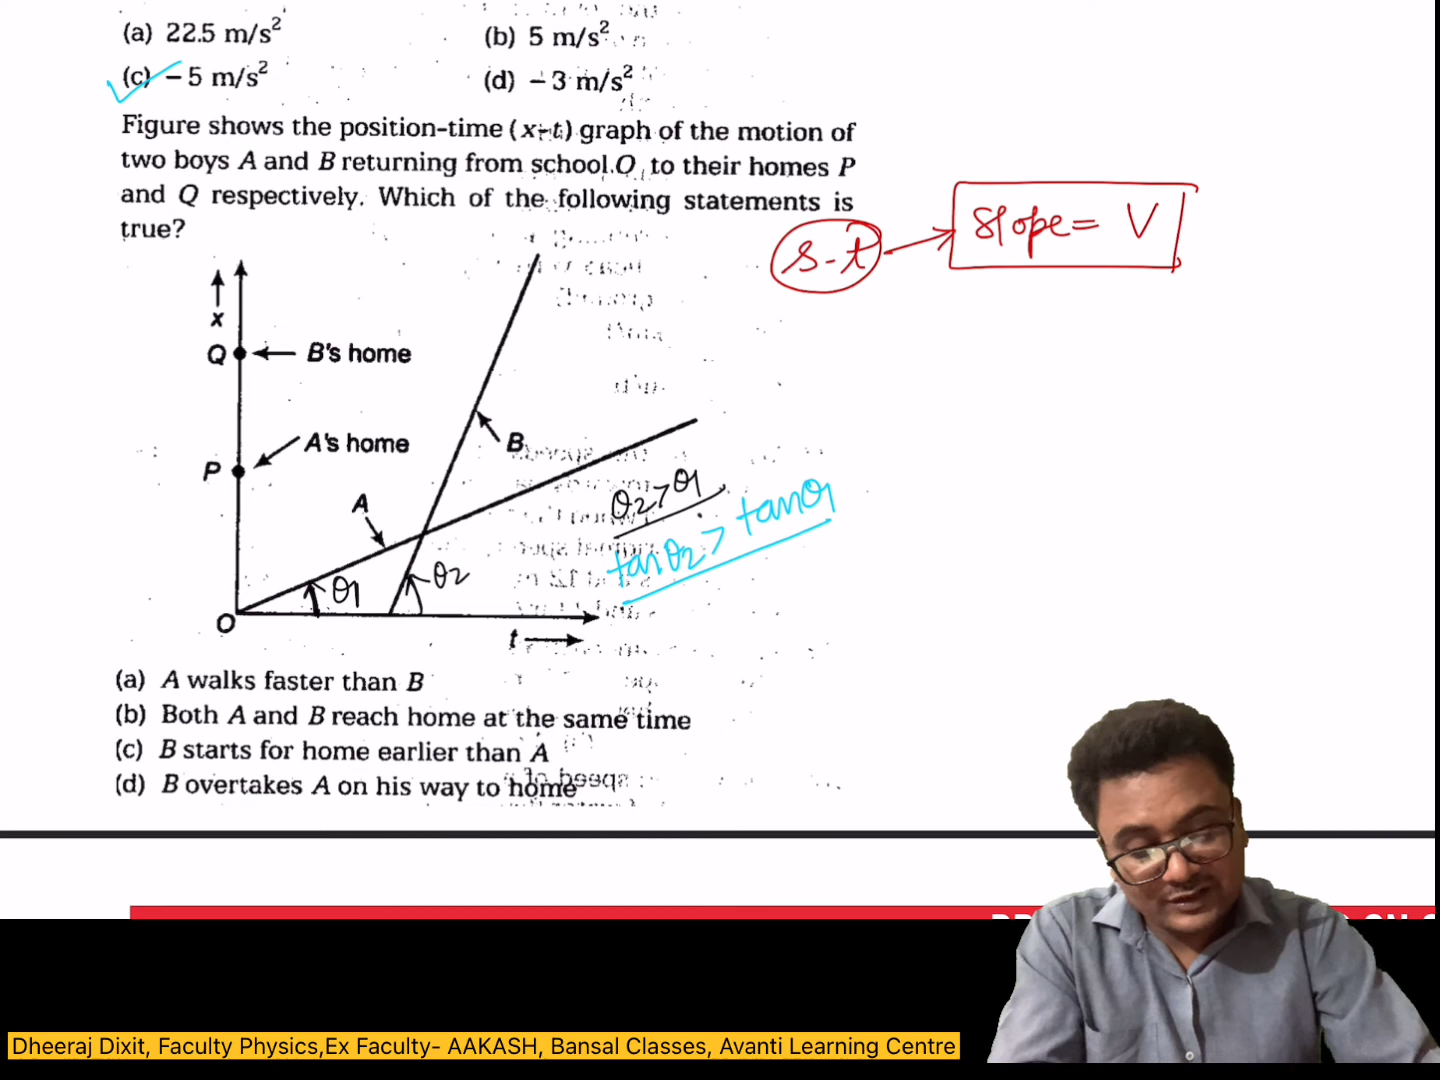 (a) 22.5 m/s²
(b) 5 m/s²
(c) – 5 m/s²
(d) – 3 m/s²
Figure shows the position-time (x-t) graph of the motion of
two boys A and B returning from school O to their homes P
and Q respectively. Which of the following statements is
true?
s-t
slope = V
x
Q
B's home
A's home
P
B
A
θ2 > θ1
tanθ2 > tanθ1
θ1
θ2
O
t
(a) A walks faster than B
(b) Both A and B reach home at the same time
(c) B starts for home earlier than A
(d) B overtakes A on his way to home
Dheeraj Dixit, Faculty Physics,Ex Faculty- AAKASH, Bansal Classes, Avanti Learning Centre